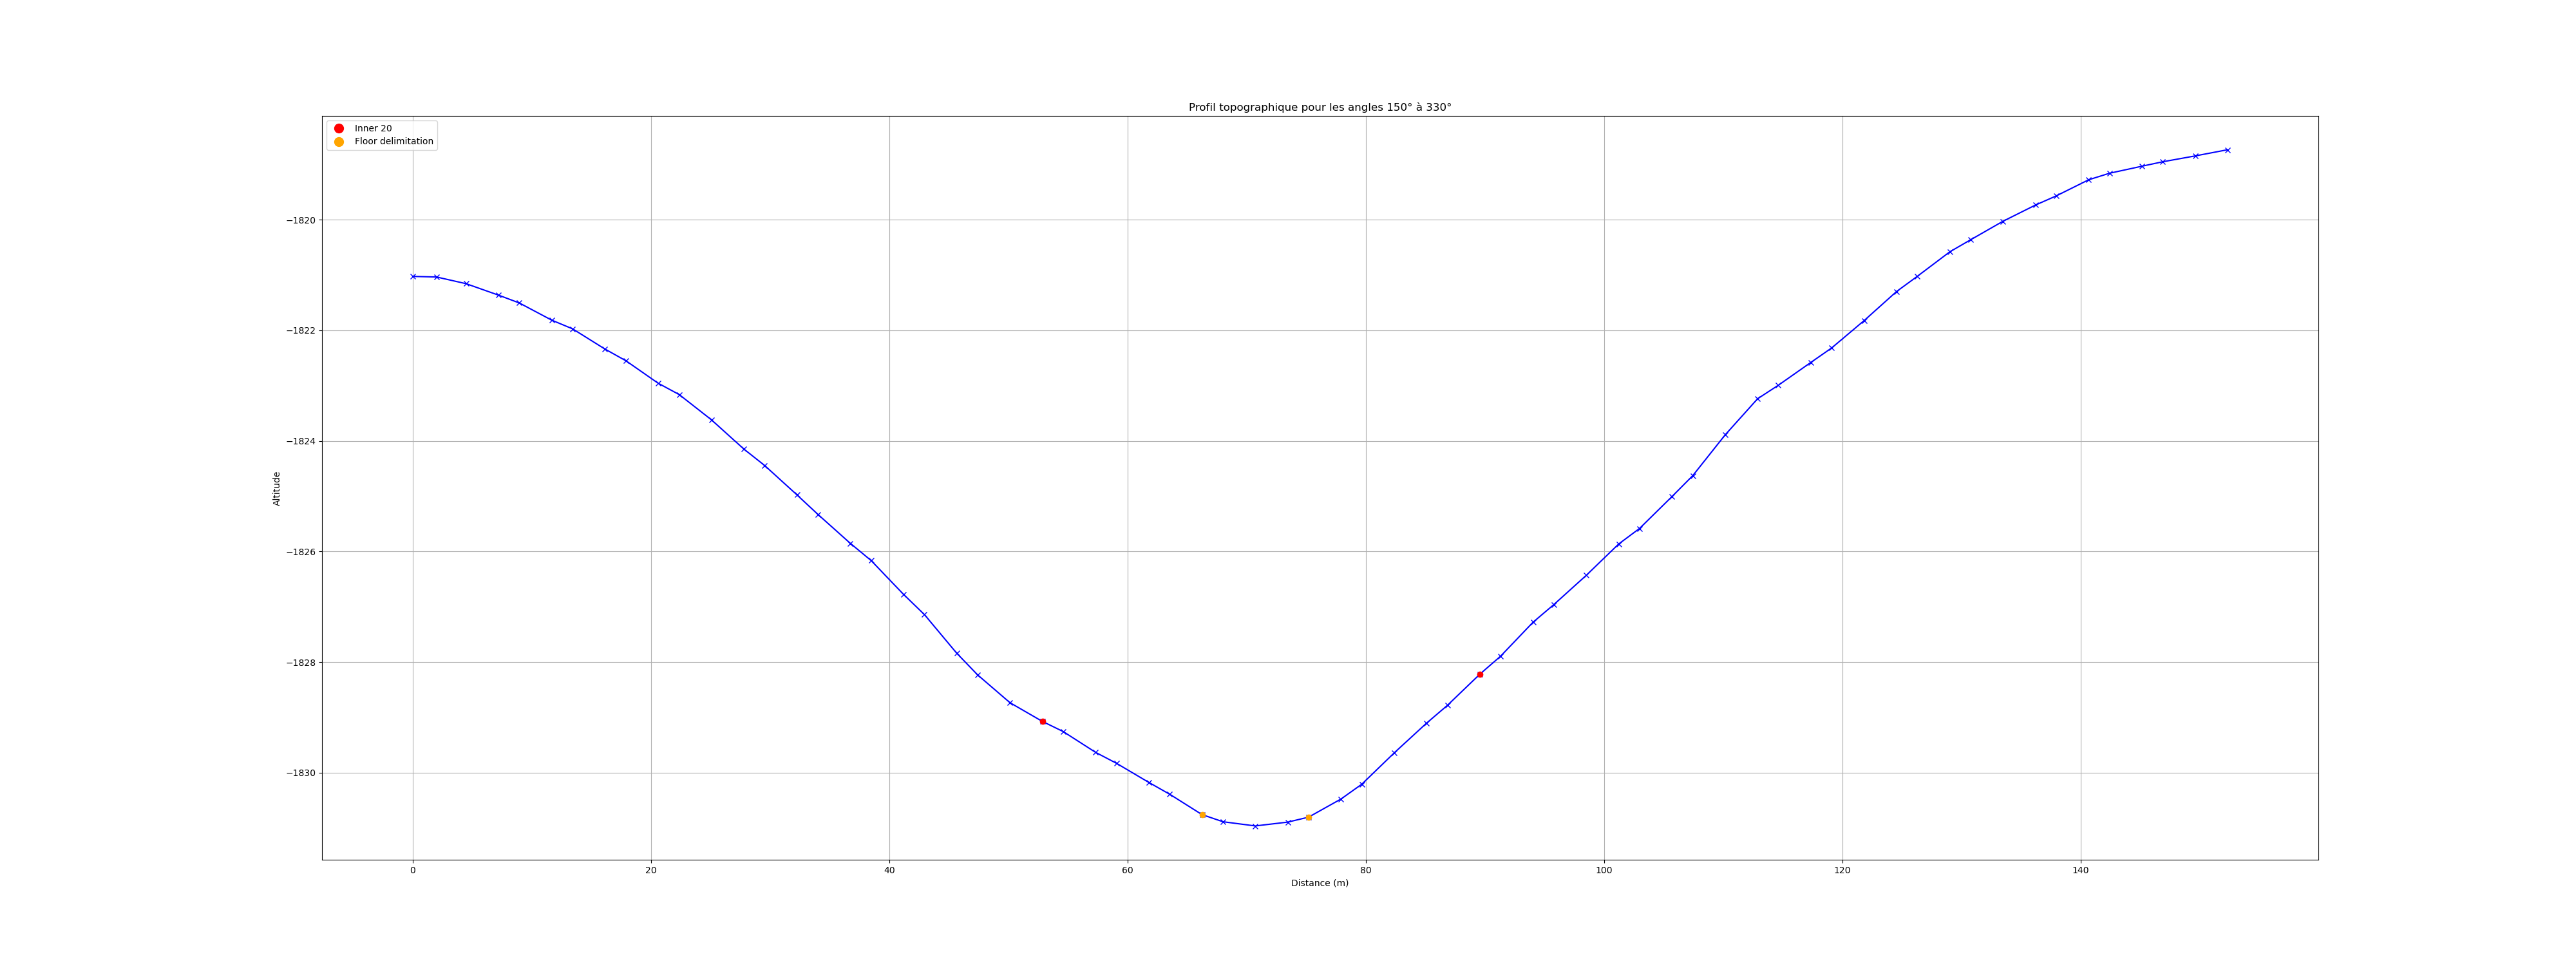 Profil topographique pour les angles 150° à 330°
Inner 20
Floor delimitation
Altitude
−1820
−1822
−1824
−1826
−1828
−1830
0 20 40 60 80 100 120 140
Distance (m)